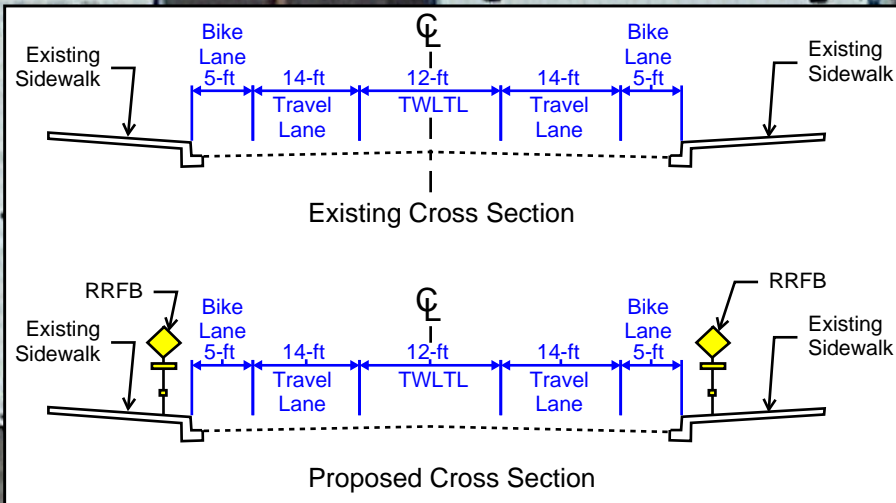 ℄
Existing
Sidewalk
Bike
Lane
5-ft
14-ft
Travel
Lane
12-ft
TWLTL
14-ft
Travel
Lane
Bike
Lane
5-ft
Existing
Sidewalk
Existing Cross Section
℄
RRFB
Existing
Sidewalk
Bike
Lane
5-ft
14-ft
Travel
Lane
12-ft
TWLTL
14-ft
Travel
Lane
Bike
Lane
5-ft
RRFB
Existing
Sidewalk
Proposed Cross Section